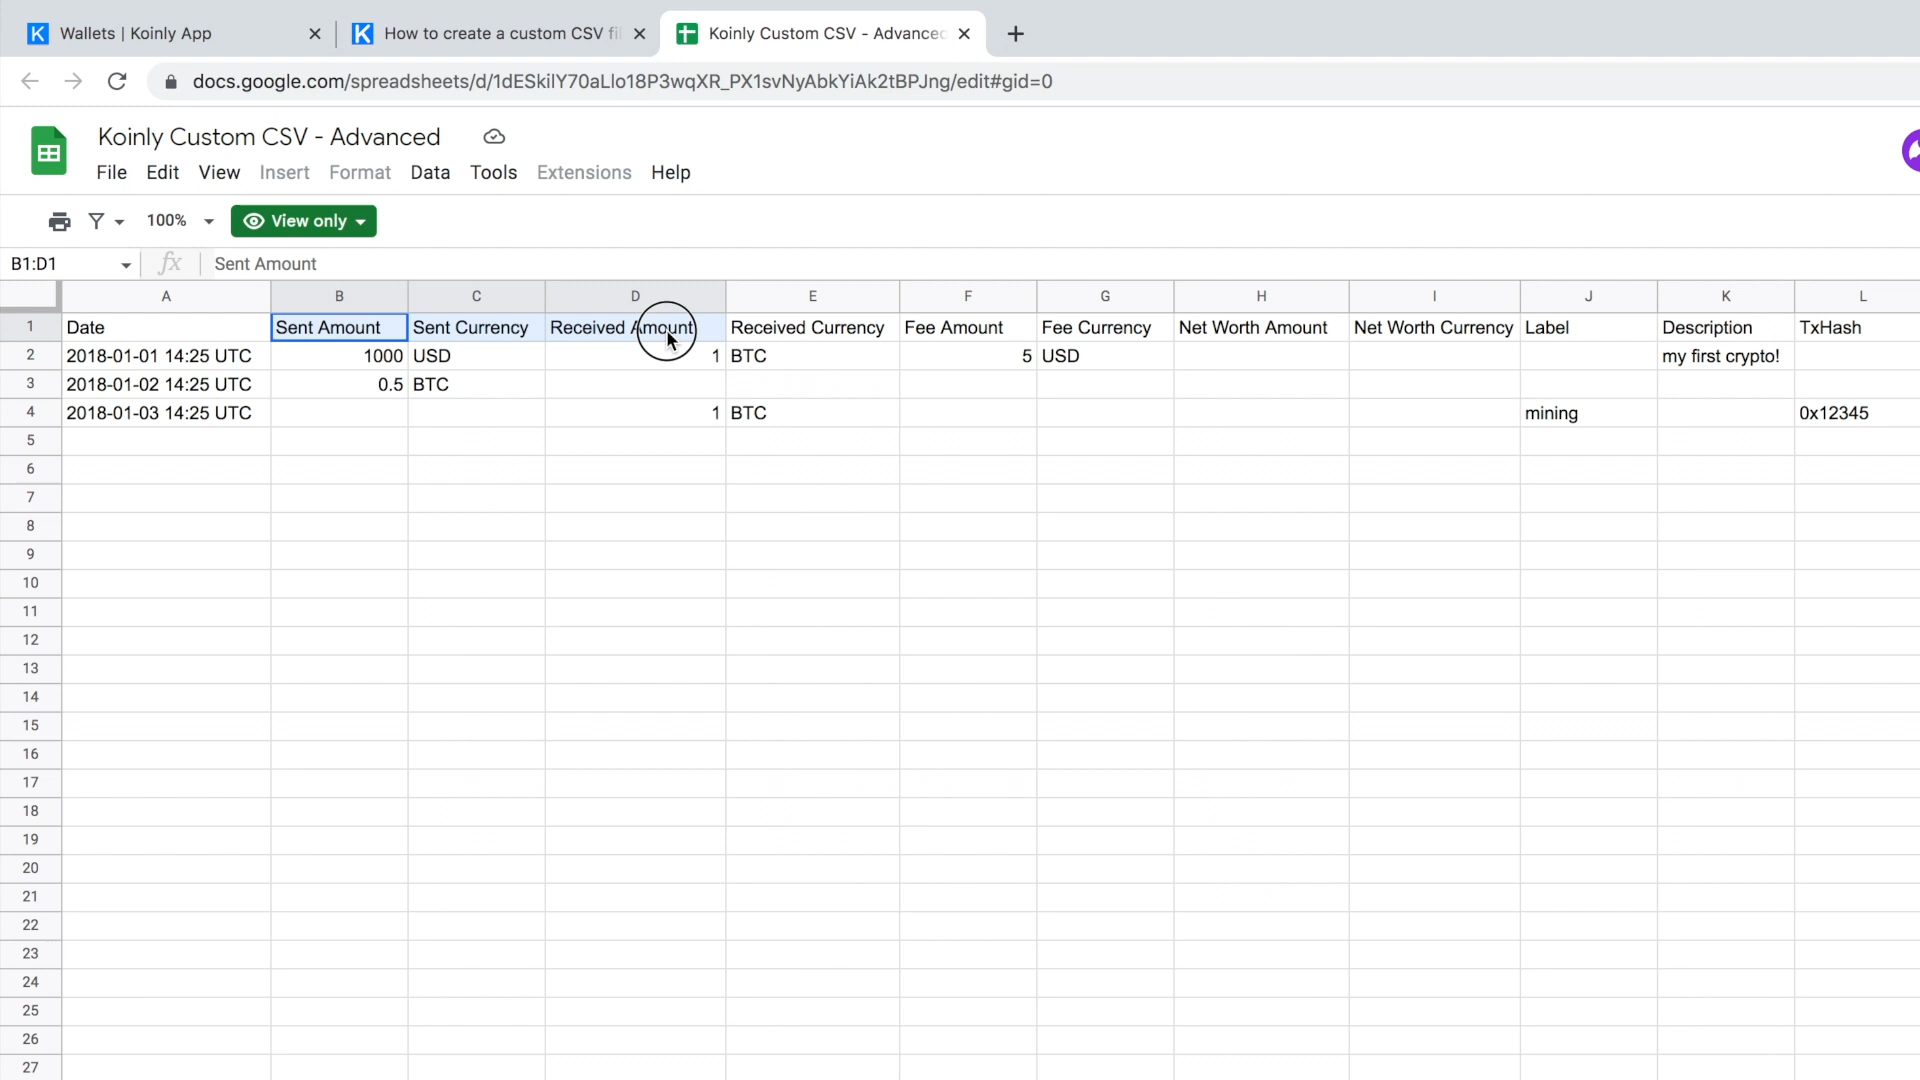 Wallets | Koinly App
How to create a custom CSV fi
Koinly Custom CSV - Advanced
docs.google.com/spreadsheets/d/1dESkilY70aLlo18P3wqXR_PX1svNyAbkYiAk2tBPJng/edit#gid=0
Koinly Custom CSV - Advanced
File Edit View Insert Format Data Tools Extensions Help
100% View only
B1:D1 fx Sent Amount
A B C D E F G H I J K L
1 Date Sent Amount Sent Currency Received Amount Received Currency Fee Amount Fee Currency Net Worth Amount Net Worth Currency Label Description TxHash
2 2018-01-01 14:25 UTC 1000 USD 1 BTC 5 USD my first crypto!
3 2018-01-02 14:25 UTC 0.5 BTC
4 2018-01-03 14:25 UTC 1 BTC mining 0x12345
5
6
7
8
9
10
11
12
13
14
15
16
17
18
19
20
21
22
23
24
25
26
27